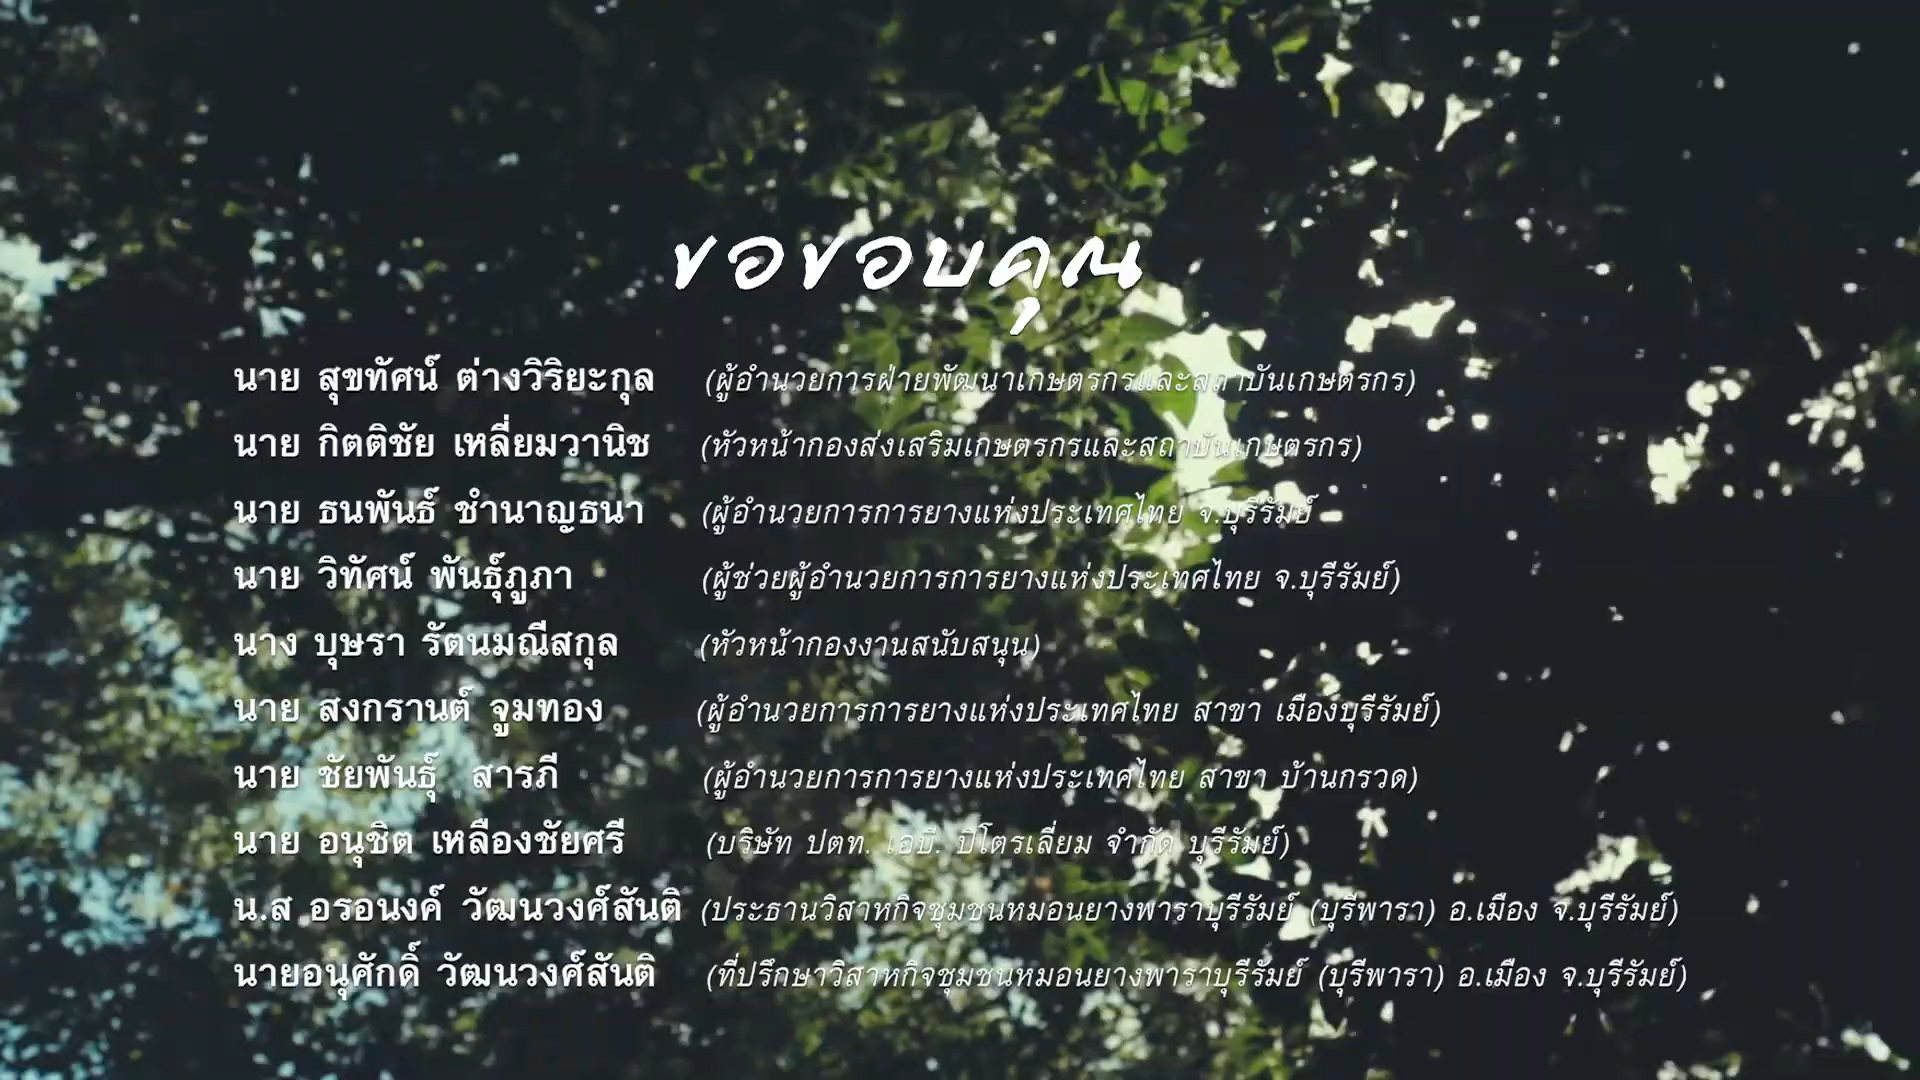 ขอขอบคุณ
นาย สุขทัศน์ ต่างวิริยะกุล (ผู้อำนวยการฝ่ายพัฒนาเกษตรกรและสถาบันเกษตรกร)
นาย กิตติชัย เหลี่ยมวานิช (หัวหน้ากองส่งเสริมเกษตรกรและสถาบันเกษตรกร)
นาย ธนพันธ์ ชำนาญธนา (ผู้อำนวยการการยางแห่งประเทศไทย จ.บุรีรัมย์
นาย วิทัศน์ พันธุ์ภูภา (ผู้ช่วยผู้อำนวยการการยางแห่งประเทศไทย จ.บุรีรัมย์)
นาง บุษรา รัตนมณีสกุล (หัวหน้ากองงานสนับสนุน)
นาย สงกรานต์ จูมทอง (ผู้อำนวยการการยางแห่งประเทศไทย สาขา เมืองบุรีรัมย์)
นาย ชัยพันธุ์ สารภี (ผู้อำนวยการการยางแห่งประเทศไทย สาขา บ้านกรวด)
นาย อนุชิต เหลืองชัยศรี (บริษัท ปตท. เอบี. ปิโตรเลี่ยม จำกัด บุรีรัมย์)
น.ส อรอนงค์ วัฒนวงศ์สันติ (ประธานวิสาหกิจชุมชนหมอนยางพาราบุรีรัมย์ (บุรีพารา) อ.เมือง จ.บุรีรัมย์)
นายอนุศักดิ์ วัฒนวงศ์สันติ (ที่ปรึกษาวิสาหกิจชุมชนหมอนยางพาราบุรีรัมย์ (บุรีพารา) อ.เมือง จ.บุรีรัมย์)